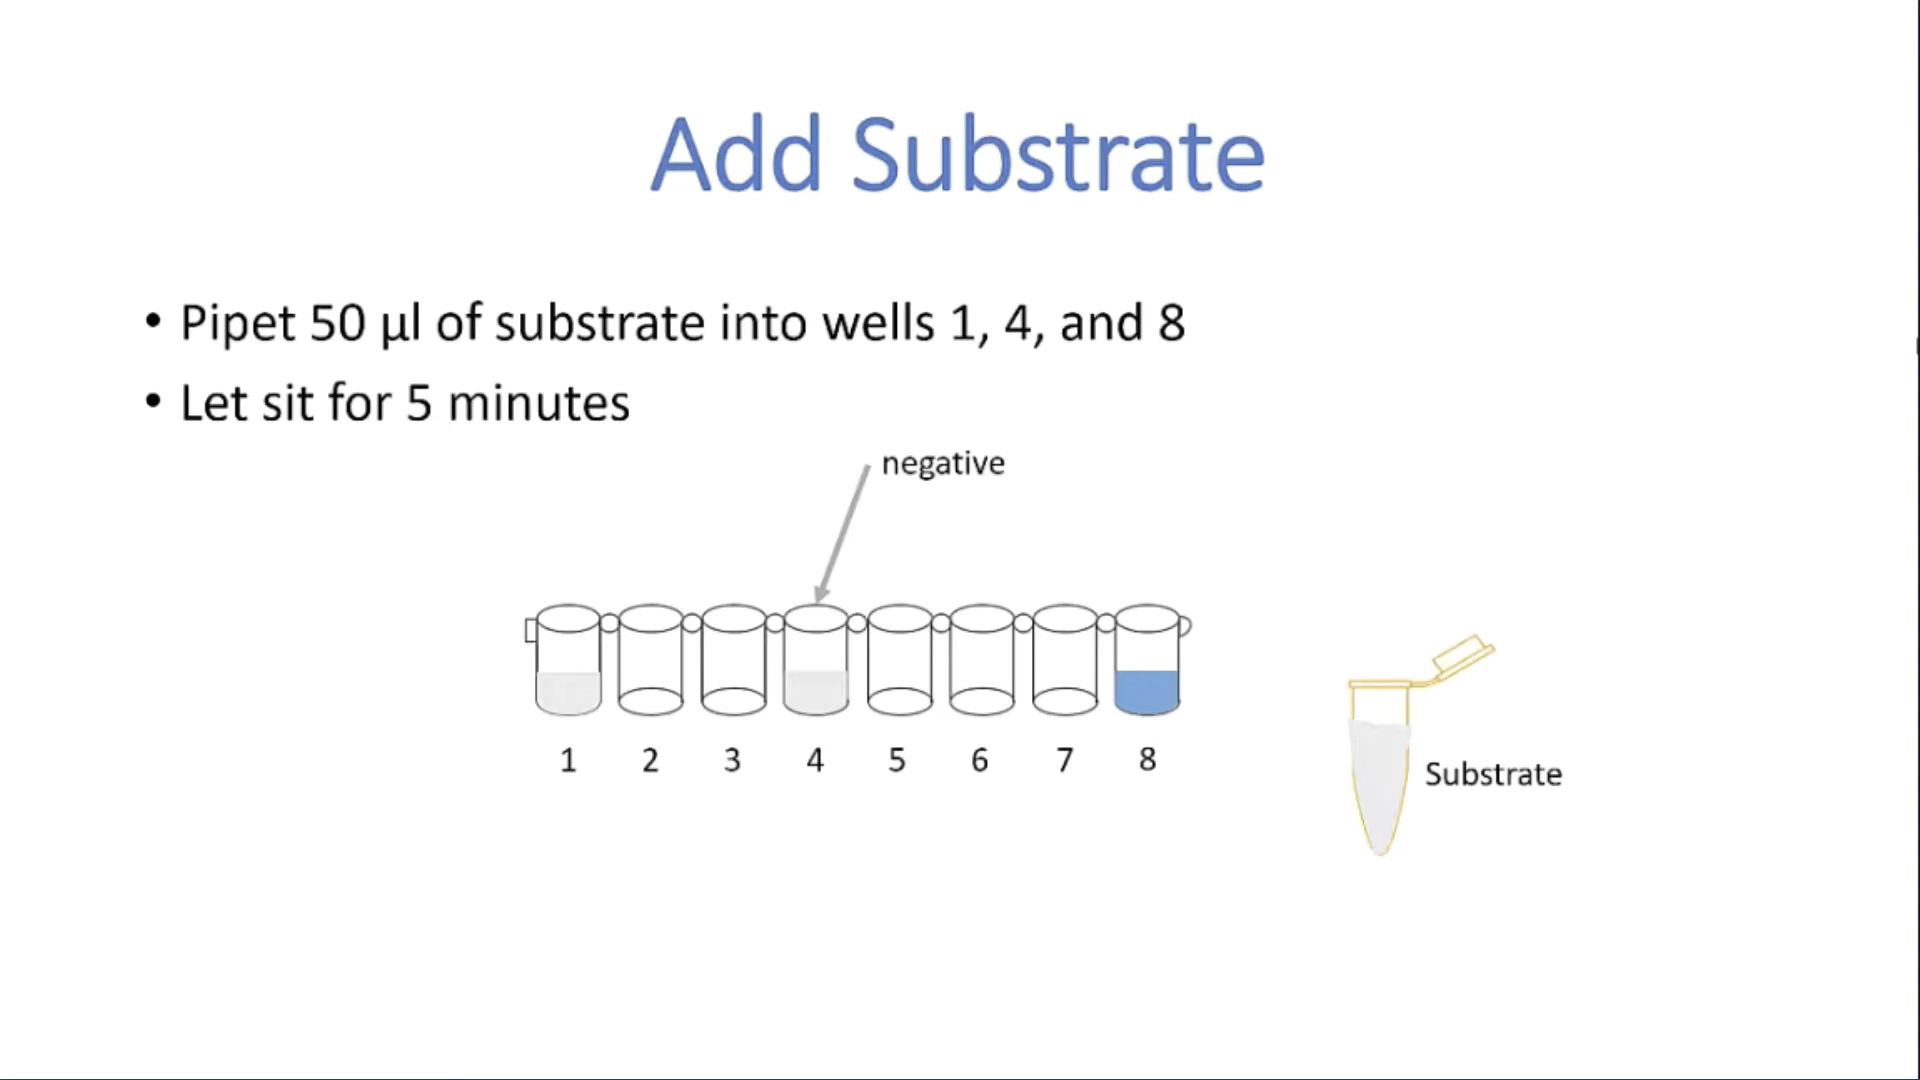 Add Substrate
• Pipet 50 µl of substrate into wells 1, 4, and 8
• Let sit for 5 minutes
negative
1 2 3 4 5 6 7 8
Substrate